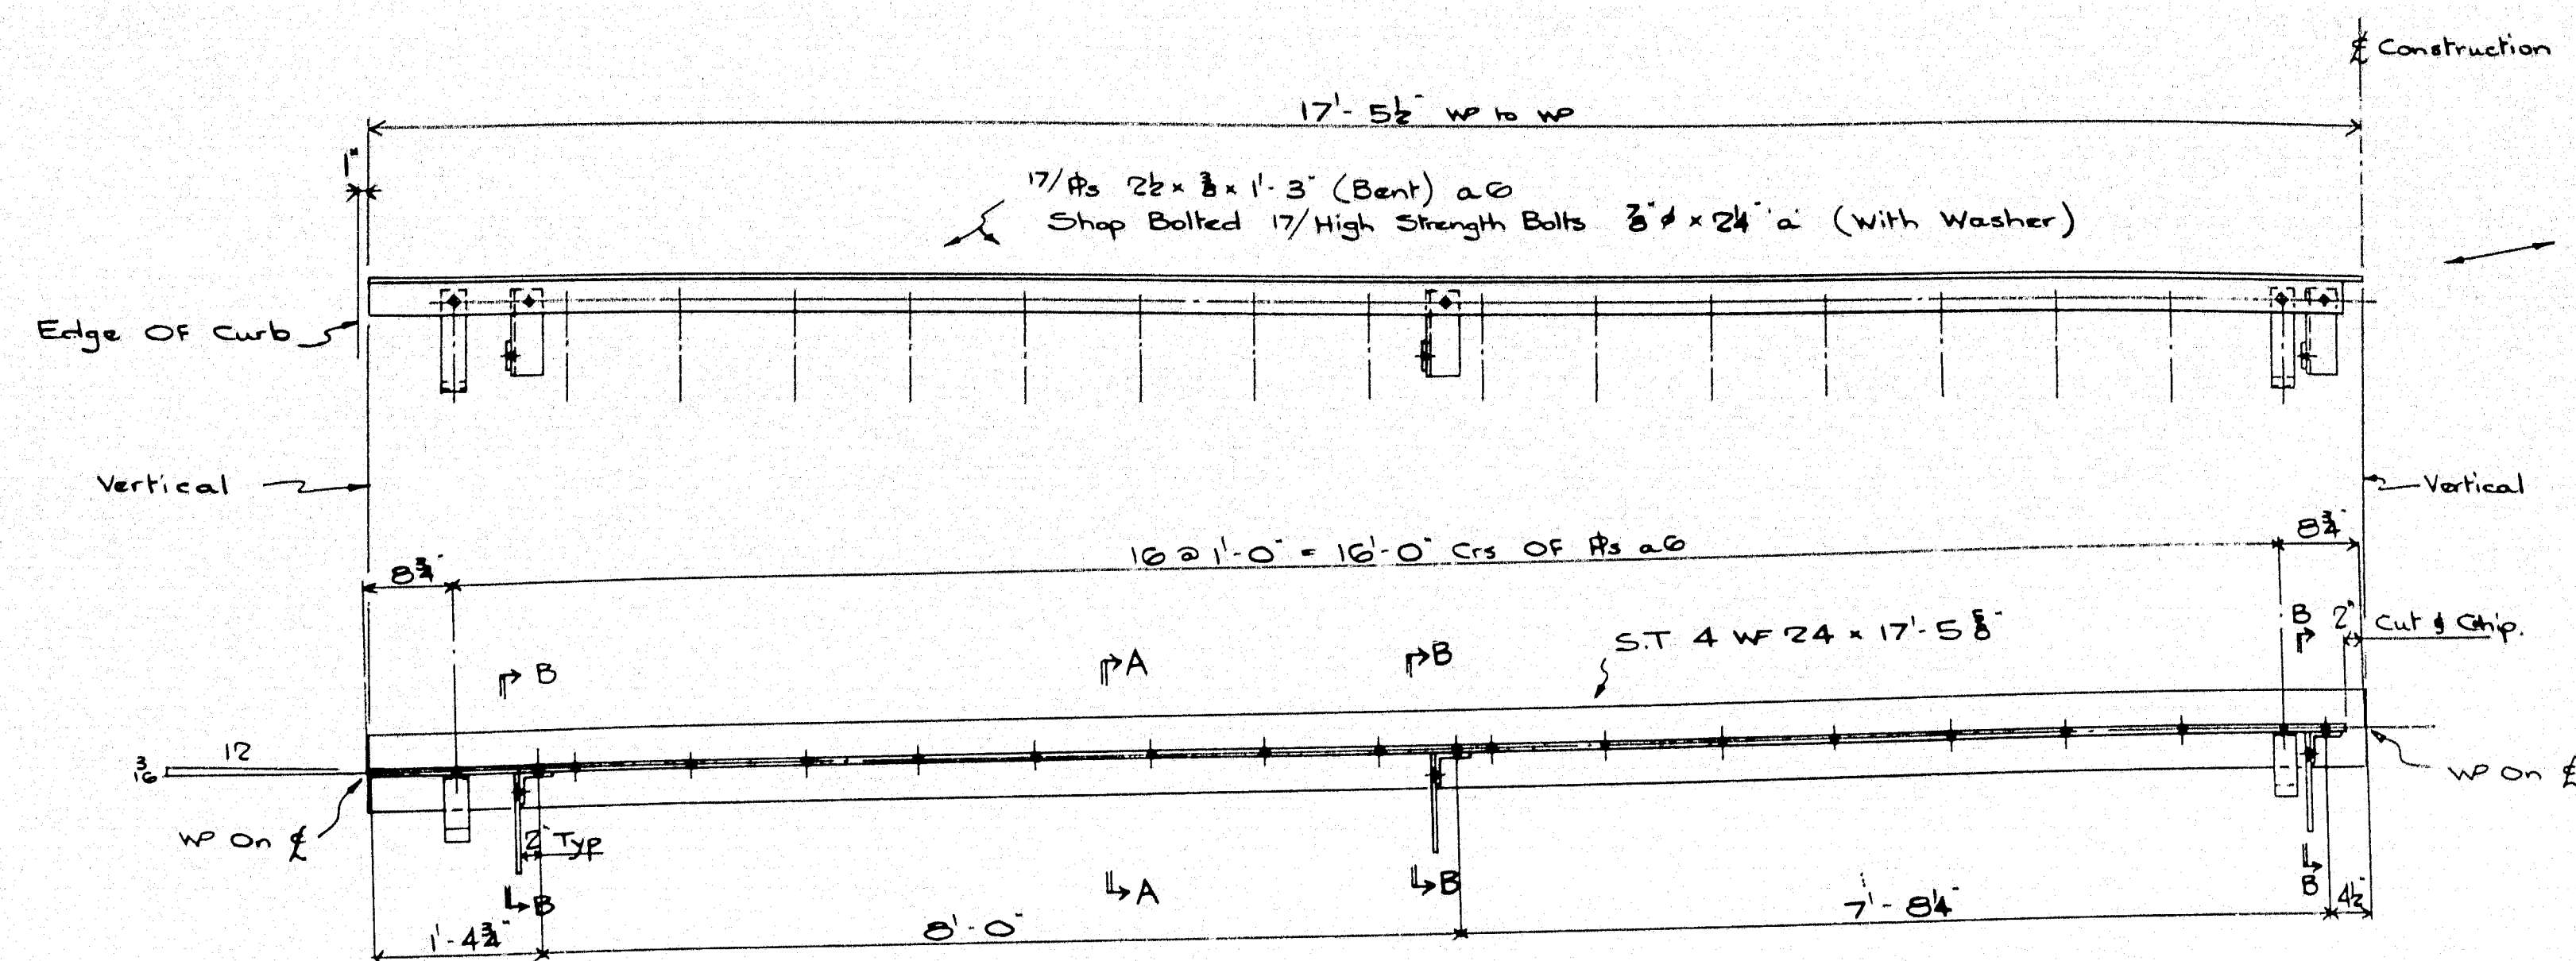 ℄ Construction
17'-5½" WP to WP
1"
17/℗s 2½ × ⅜ × 1'-3" (Bent) a6
Shop Bolted 17/High Strength Bolts ⅞"ø × 2¼" 'a' (With Washer)
Edge Of Curb
Vertical
Vertical
8¾"
16 @ 1'-0" = 16'-0" Crs Of ℗s a6
8¾"
B
A
B
S.T 4 WF 24 × 17'-5⅝"
B
2"
Cut & Chip.
3/16
12
WP On ℄
WP On ℄
2" Typ
B
A
B
B
1'-4¾"
8'-0"
7'-8¼"
4½"